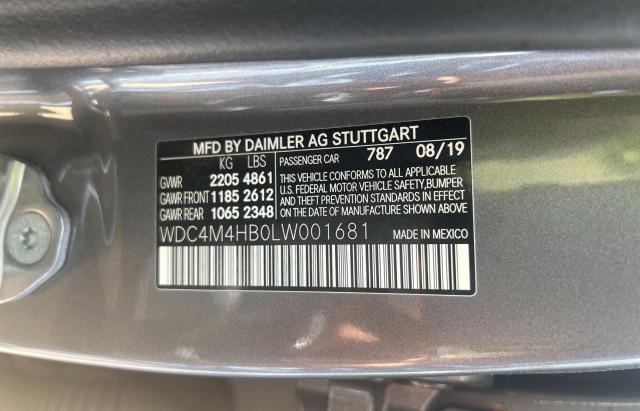 MFD BY DAIMLER AG STUTTGART
KG LBS
GVWR 2205 4861
GAWR FRONT 1185 2612
GAWR REAR 1065 2348
PASSENGER CAR 787 08/19
THIS VEHICLE CONFORMS TO ALL APPLICABLE
U.S. FEDERAL MOTOR VEHICLE SAFETY, BUMPER
AND THEFT PREVENTION STANDARDS IN EFFECT
ON THE DATE OF MANUFACTURE SHOWN ABOVE
WDC4M4HB0LW001681
MADE IN MEXICO